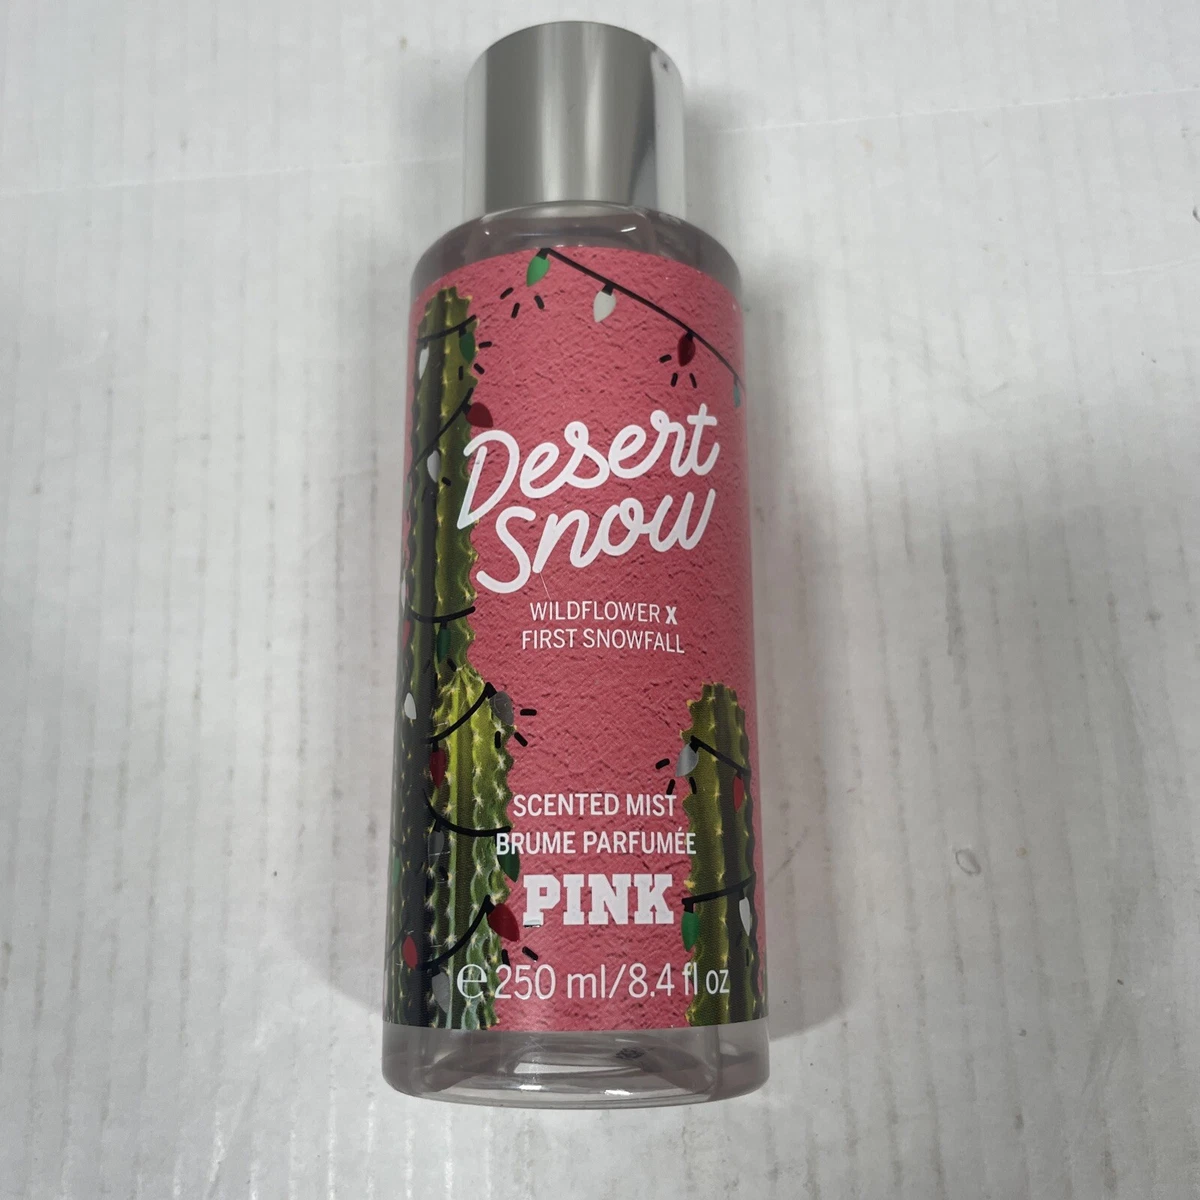 Desert
Snow
WILDFLOWER X
FIRST SNOWFALL
SCENTED MIST
BRUME PARFUMÉE
PINK
℮ 250 ml/8.4 fl oz